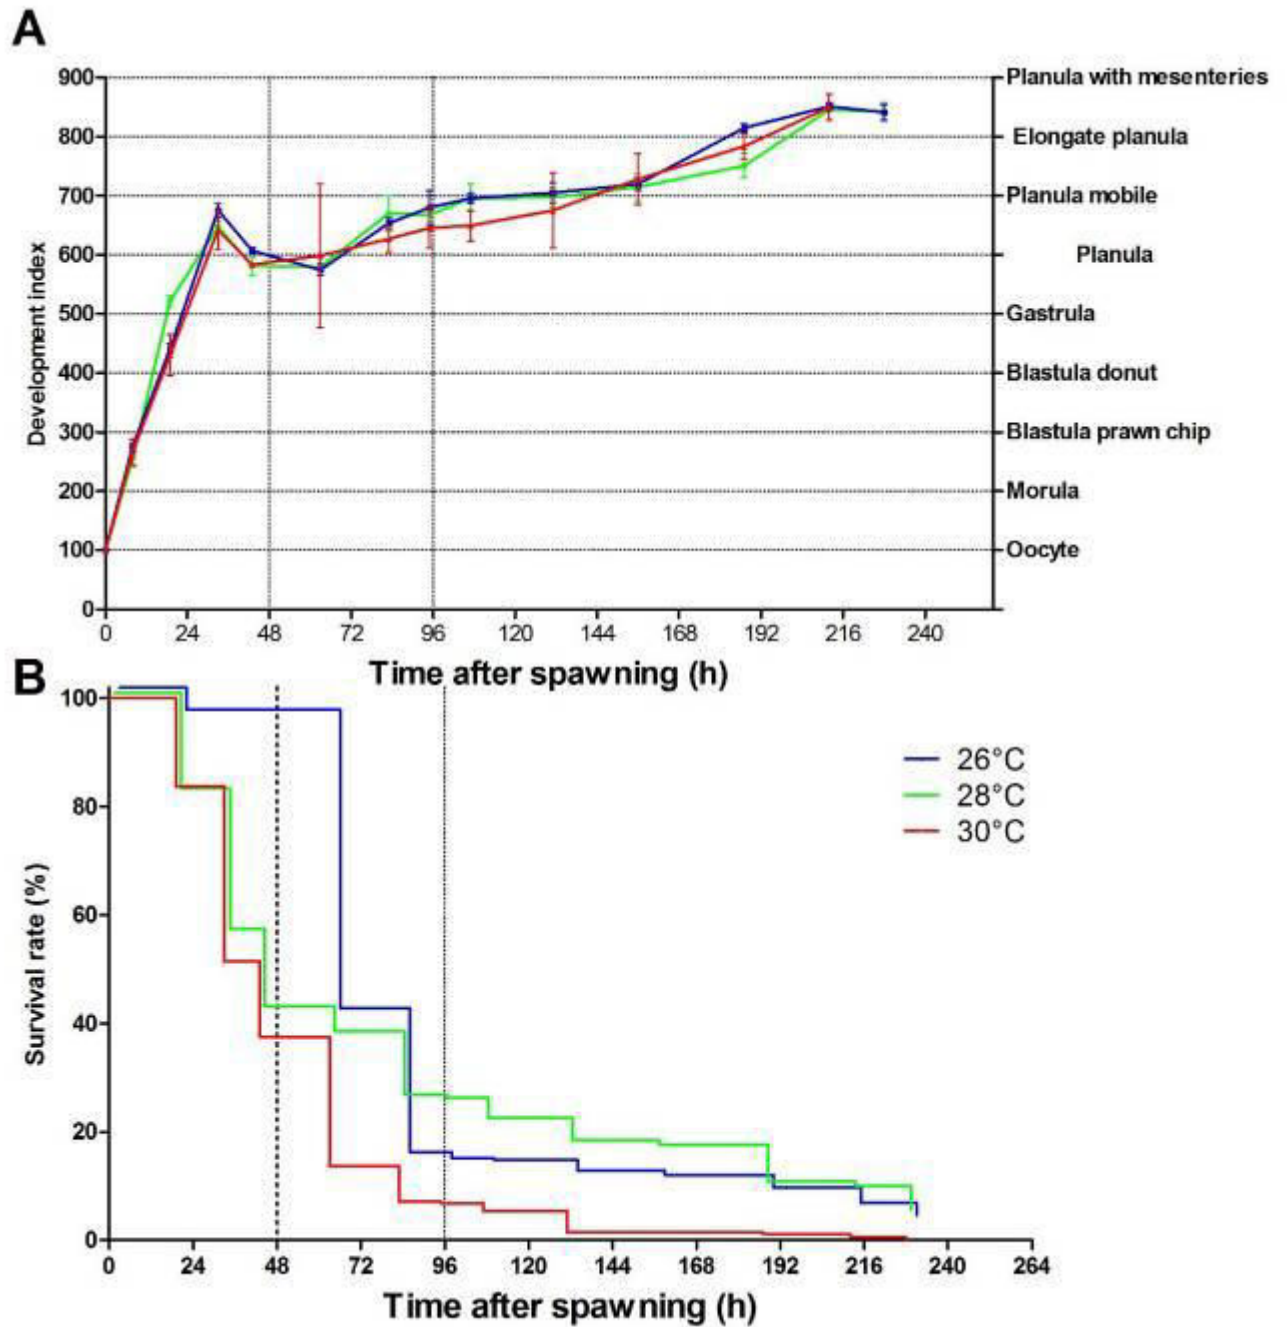 A
900
800
700
600
500
400
300
200
100
0
Development index
Planula with mesenteries
Elongate planula
Planula mobile
Planula
Gastrula
Blastula donut
Blastula prawn chip
Morula
Oocyte
0 24 48 72 96 120 144 168 192 216 240
Time after spawning (h)
B
100
80
60
40
20
0
Survival rate (%)
26°C
28°C
30°C
0 24 48 72 96 120 144 168 192 216 240 264
Time after spawning (h)